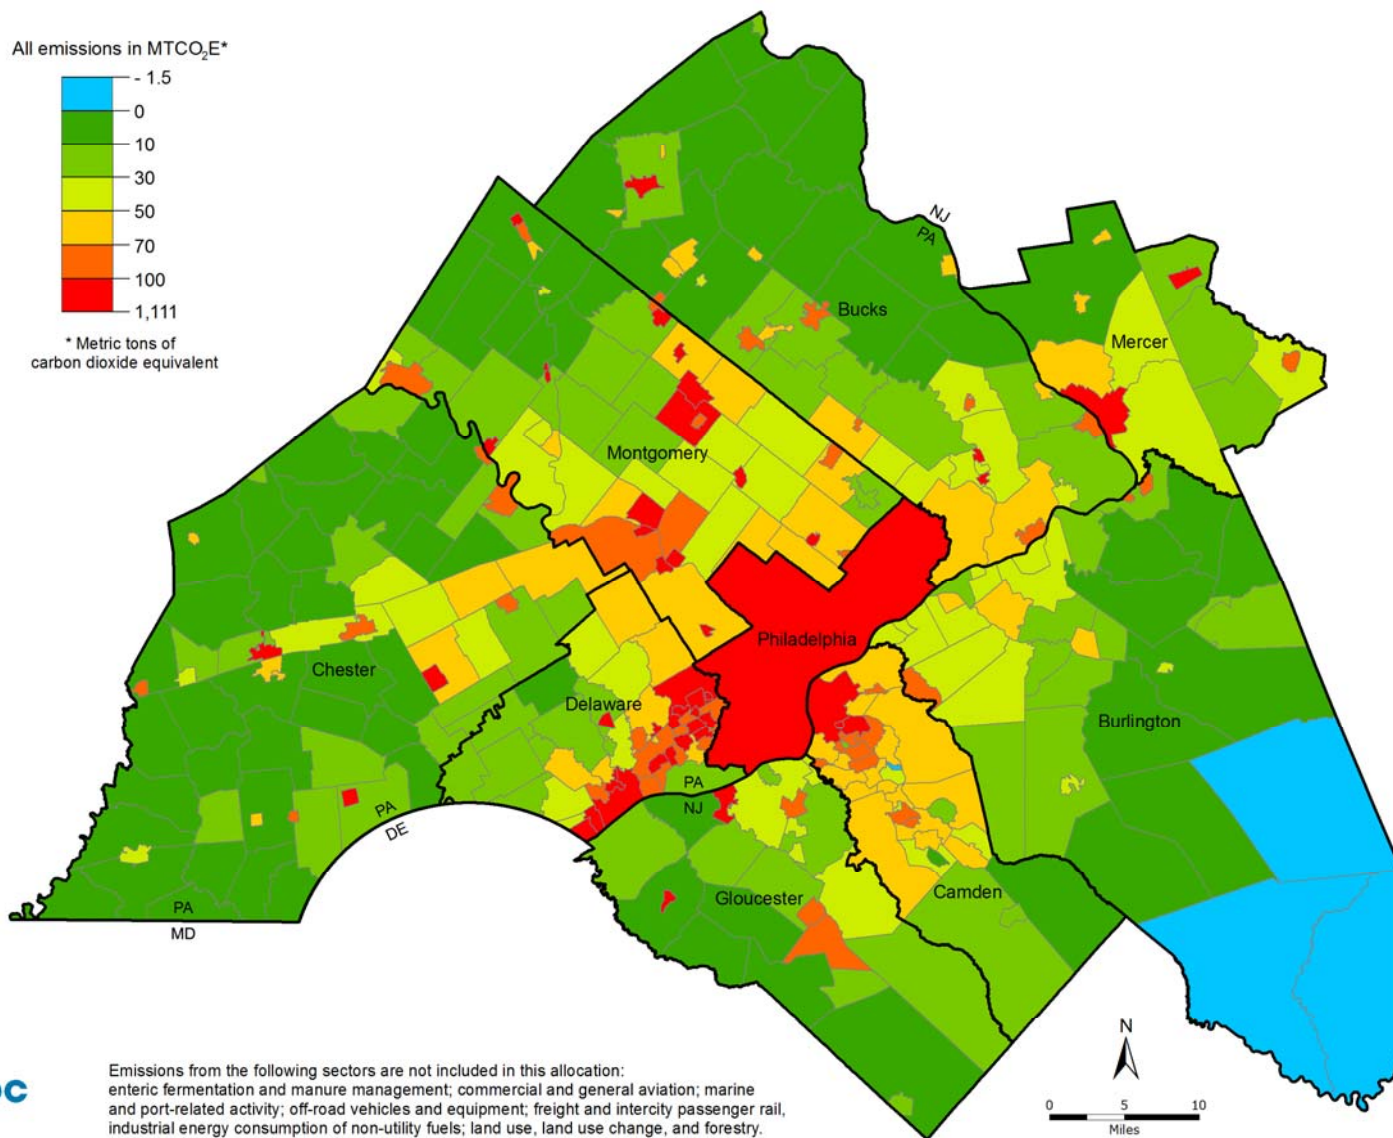 All emissions in MTCO2E*
- 1.5
0
10
30
50
70
100
1,111
* Metric tons of
carbon dioxide equivalent
NJ
PA
Bucks
Mercer
Montgomery
Philadelphia
Chester
Delaware
Burlington
PA
NJ
PA
DE
Gloucester
Camden
PA
MD
N
0 5 10
Miles
Emissions from the following sectors are not included in this allocation:
enteric fermentation and manure management; commercial and general aviation; marine
and port-related activity; off-road vehicles and equipment; freight and intercity passenger rail,
industrial energy consumption of non-utility fuels; land use, land use change, and forestry.